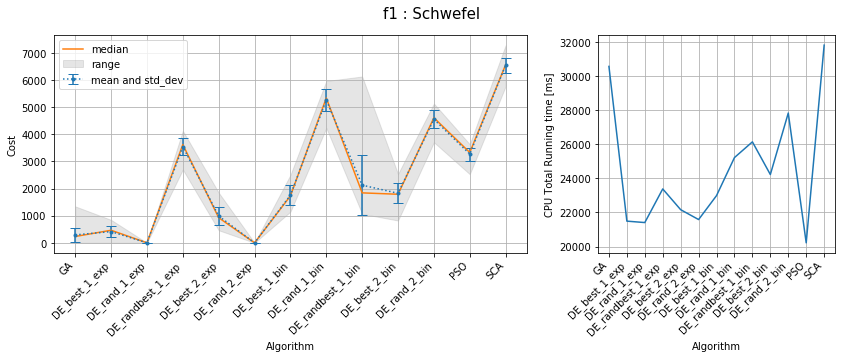 f1 : Schwefel
median
range
mean and std_dev
Cost
7000
6000
5000
4000
3000
2000
1000
0
GA
DE_best_1_exp
DE_rand_1_exp
DE_randbest_1_exp
DE_best_2_exp
DE_rand_2_exp
DE_best_1_bin
DE_rand_1_bin
DE_randbest_1_bin
DE_best_2_bin
DE_rand_2_bin
PSO
SCA
Algorithm
CPU Total Running time [ms]
32000
30000
28000
26000
24000
22000
20000
GA
DE_best_1_exp
DE_rand_1_exp
DE_randbest_1_exp
DE_best_2_exp
DE_rand_2_exp
DE_best_1_bin
DE_rand_1_bin
DE_randbest_1_bin
DE_best_2_bin
DE_rand_2_bin
PSO
SCA
Algorithm